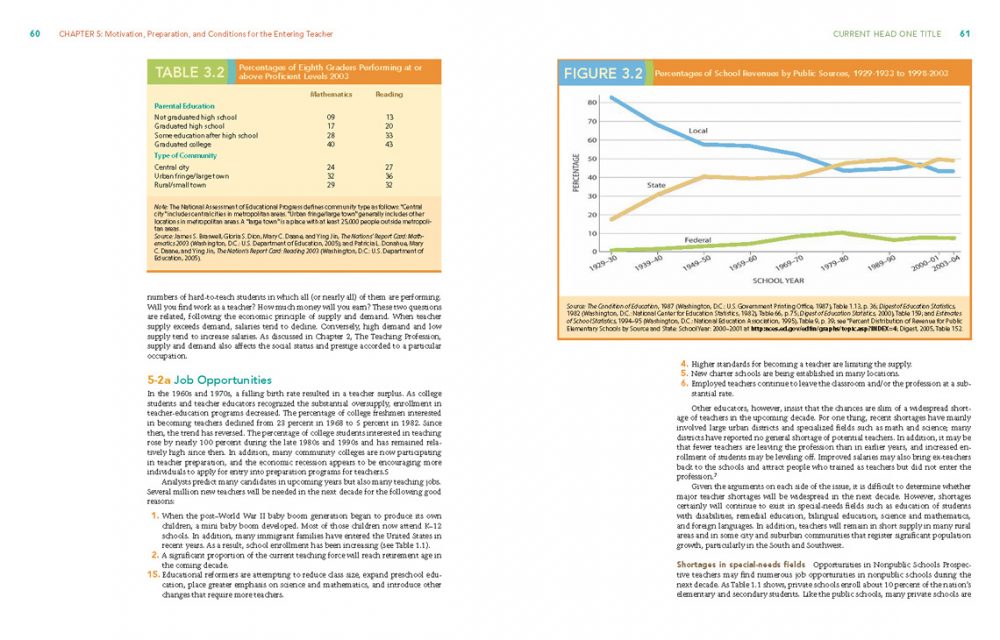 60 CHAPTER 5: Motivation, Preparation, and Conditions for the Entering Teacher
TABLE 3.2 Percentages of Eighth Graders Performing at or
above Proficient Levels 2003
Mathematics Reading
Parental Education
Not graduated high school 09 13
Graduated high school 17 20
Some education after high school 28 33
Graduated college 40 43
Type of Community
Central city 24 27
Urban fringe/large town 32 36
Rural/small town 29 32
Note: The National Assessment of Educational Progress defines community type as follows: "Central
city" includes central cities in metropolitan areas. "Urban fringe/large town" generally includes other
locations in metropolitan areas. A "large town" is a place with at least 25,000 people outside metropoli-
tan areas.
Source: James S. Braswell, Gloria S. Dion, Mary C. Daane, and Ying Jin, The Nations' Report Card: Math-
ematics 2003 (Washington, D.C.: U.S. Department of Education, 2005); and Patricia L. Donahue, Mary
C. Daane, and Ying Jin, The Nation's Report Card: Reading 2003 (Washington, D.C.: U.S. Department of
Education, 2005).
numbers of hard-to-teach students in which all (or nearly all) of them are performing.
Will you find work as a teacher? How much money will you earn? These two questions
are related, following the economic principle of supply and demand. When teacher
supply exceeds demand, salaries tend to decline. Conversely, high demand and low
supply tend to increase salaries. As discussed in Chapter 2, The Teaching Profession,
supply and demand also affects the social status and prestige accorded to a particular
occupation.
5-2a Job Opportunities
In the 1960s and 1970s, a falling birth rate resulted in a teacher surplus. As college
students and teacher educators recognized the substantial oversupply, enrollment in
teacher-education programs decreased. The percentage of college freshmen interested
in becoming teachers declined from 23 percent in 1968 to 5 percent in 1982. Since
then, the trend has reversed. The percentage of college students interested in teaching
rose by nearly 100 percent during the late 1980s and 1990s and has remained rela-
tively high since then. In addition, many community colleges are now participating
in teacher preparation, and the economic recession appears to be encouraging more
individuals to apply for entry into preparation programs for teachers.5
Analysts predict many candidates in upcoming years but also many teaching jobs.
Several million new teachers will be needed in the next decade for the following good
reasons:
1. When the post–World War II baby boom generation began to produce its own
children, a mini baby boom developed. Most of those children now attend K–12
schools. In addition, many immigrant families have entered the United States in
recent years. As a result, school enrollment has been increasing (see Table 1.1).
2. A significant proportion of the current teaching force will reach retirement age in
the coming decade.
15. Educational reformers are attempting to reduce class size, expand preschool edu-
cation, place greater emphasis on science and mathematics, and introduce other
changes that require more teachers.
CURRENT HEAD ONE TITLE 61
FIGURE 3.2 Percentages of School Revenues by Public Sources, 1929-1933 to 1998-2003
PERCENTAGE
80
70
60
50
40
30
20
10
0
Local
State
Federal
1929–30 1939–40 1949–50 1959–60 1969–70 1979–80 1989–90 2000–01 2003–04
SCHOOL YEAR
Source: The Condition of Education, 1987 (Washington, D.C.: U.S. Government Printing Office, 1987), Table 1.13, p. 36; Digest of Education Statistics,
1982 (Washington, D.C.: National Center for Education Statistics, 1982), Table 66, p. 75; Digest of Education Statistics, 2000), Table 159; and Estimates
of School Statistics, 1994–95 (Washington, D.C.: National Education Association, 1995), Table 9, p. 39; see "Percent Distribution of Revenue for Public
Elementary Schools by Source and State: School Year: 2000–2001 at http:nces.ed.gov/edfin/graphs/topic.asp?INDEX=4; Digest, 2005, Table 152.
4. Higher standards for becoming a teacher are limiting the supply.
5. New charter schools are being established in many locations.
6. Employed teachers continue to leave the classroom and/or the profession at a sub-
stantial rate.
Other educators, however, insist that the chances are slim of a widespread short-
age of teachers in the upcoming decade. For one thing, recent shortages have mainly
involved large urban districts and specialized fields such as math and science; many
districts have reported no general shortage of potential teachers. In addition, it may be
that fewer teachers are leaving the profession than in earlier years, and increased en-
rollment of students may be leveling off. Improved salaries may also bring ex-teachers
back to the schools and attract people who trained as teachers but did not enter the
profession.7
Given the arguments on each side of the issue, it is difficult to determine whether
major teacher shortages will be widespread in the next decade. However, shortages
certainly will continue to exist in special-needs fields such as education of students
with disabilities, remedial education, bilingual education, science and mathematics,
and foreign languages. In addition, teachers will remain in short supply in many rural
areas and in some city and suburban communities that register significant population
growth, particularly in the South and Southwest.
Shortages in special-needs fields Opportunities in Nonpublic Schools Prospec-
tive teachers may find numerous job opportunities in nonpublic schools during the
next decade. As Table 1.1 shows, private schools enroll about 10 percent of the nation's
elementary and secondary students. Like the public schools, many private schools are